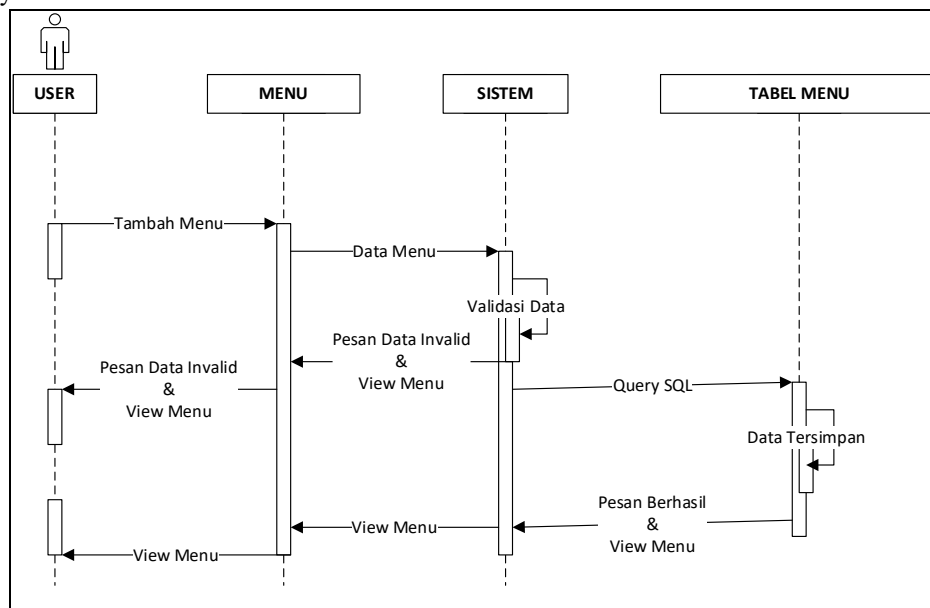 y
USER
MENU
SISTEM
TABEL MENU
Tambah Menu
Data Menu
Validasi Data
Pesan Data Invalid
&
View Menu
Pesan Data Invalid
&
View Menu
Query SQL
Data Tersimpan
Pesan Berhasil
&
View Menu
View Menu
View Menu